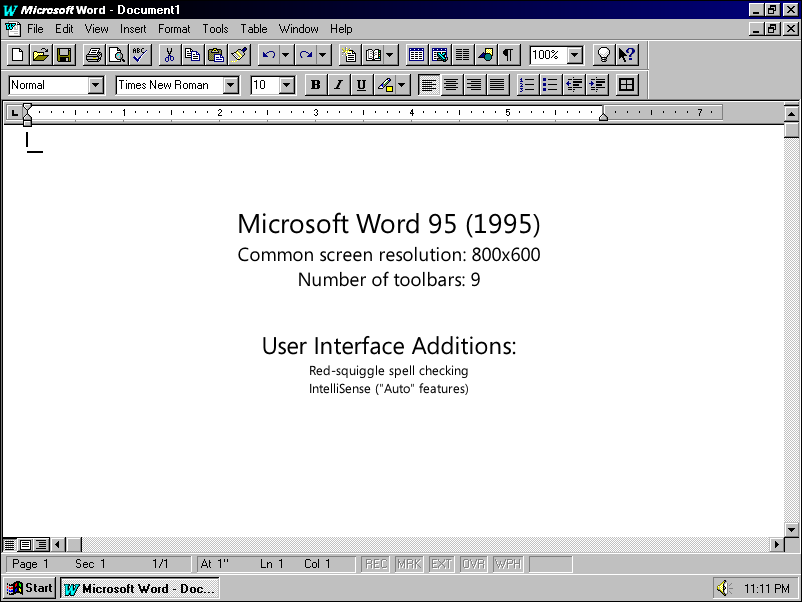 Microsoft Word - Document1
File Edit View Insert Format Tools Table Window Help
ABC 100% ?
Normal Times New Roman 10 B I U
L 1 2 3 4 5 7
Microsoft Word 95 (1995)
Common screen resolution: 800x600
Number of toolbars: 9
User Interface Additions:
Red-squiggle spell checking
IntelliSense ("Auto" features)
Page 1 Sec 1 1/1 At 1" Ln 1 Col 1 REC MRK EXT OVR WPH
Start Microsoft Word - Doc... 11:11 PM